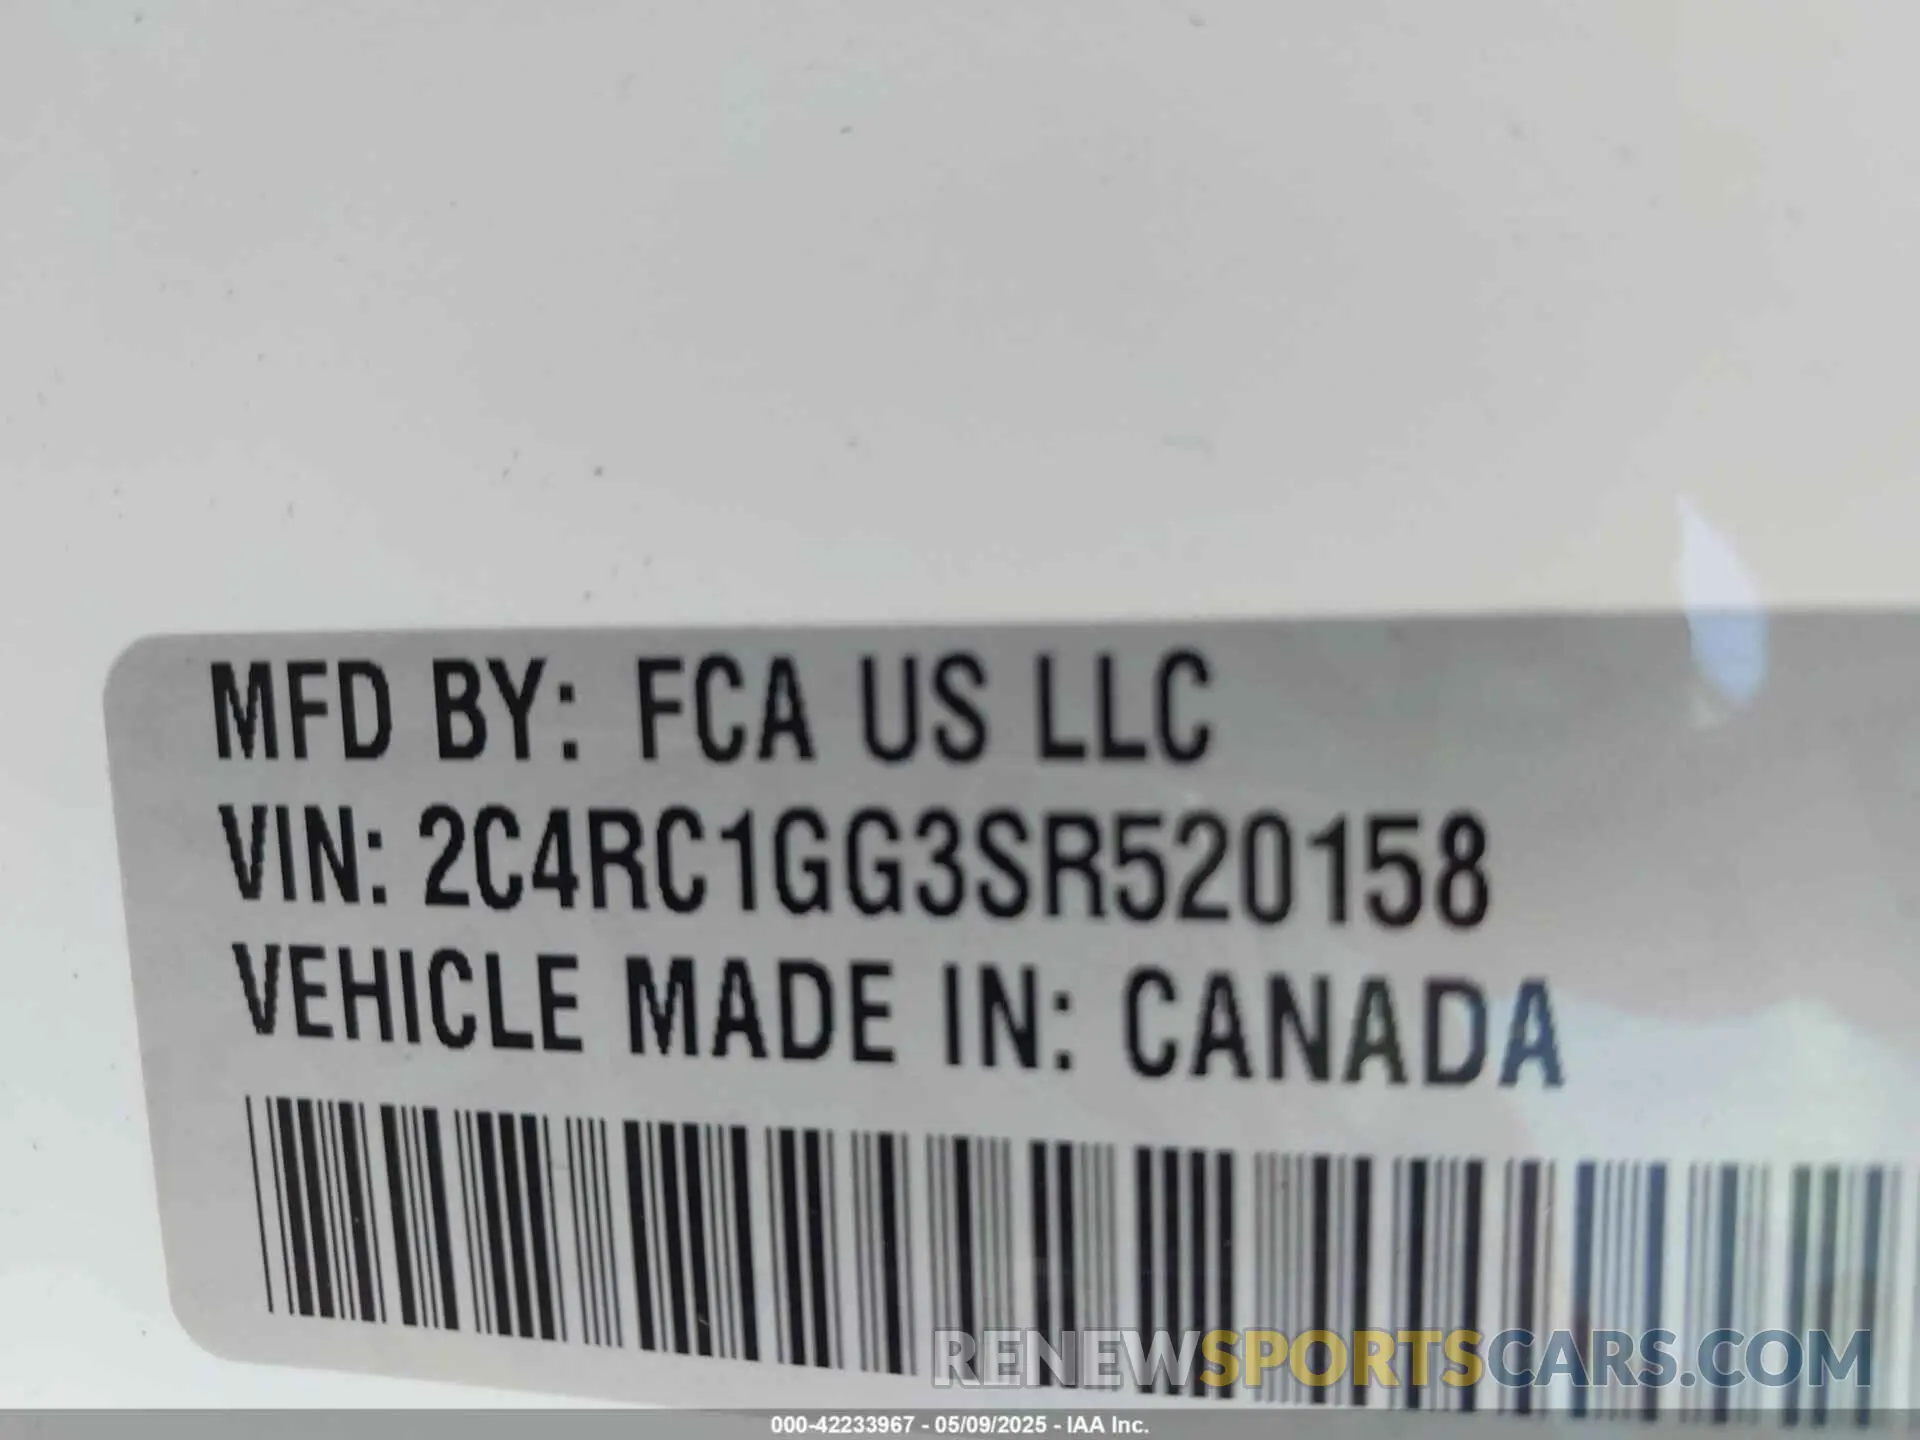 MFD BY: FCA US LLC
VIN: 2C4RC1GG3SR520158
VEHICLE MADE IN: CANADA
RENEWSPORTSCARS.COM
000-42233967 - 05/09/2025 - IAA Inc.